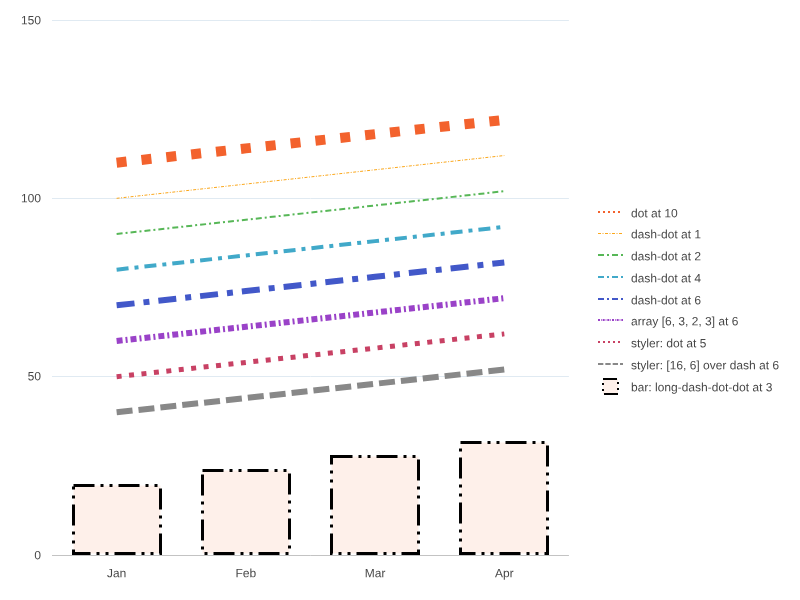 150
100
50
0
Jan
Feb
Mar
Apr
dot at 10
dash-dot at 1
dash-dot at 2
dash-dot at 4
dash-dot at 6
array [6, 3, 2, 3] at 6
styler: dot at 5
styler: [16, 6] over dash at 6
bar: long-dash-dot-dot at 3